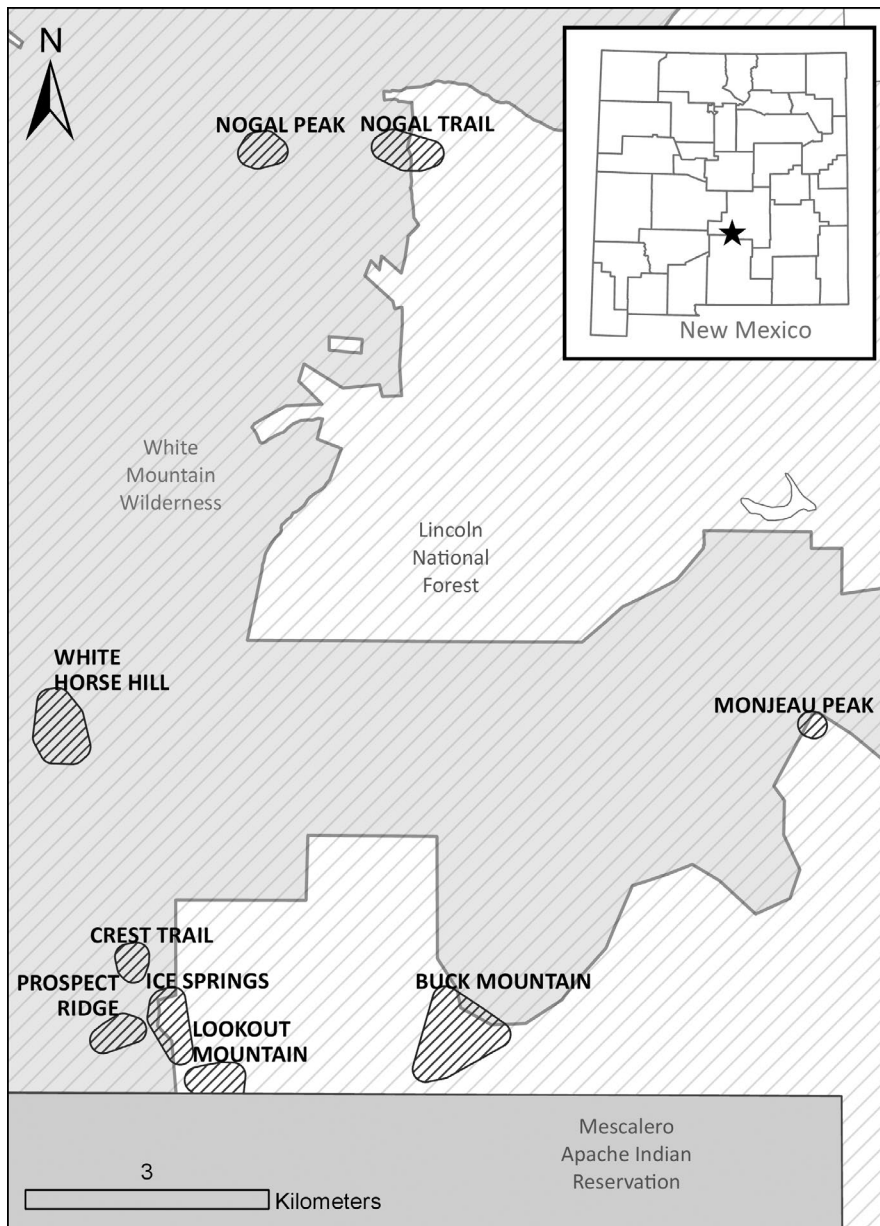 N
NOGAL PEAK
NOGAL TRAIL
New Mexico
White
Mountain
Wilderness
Lincoln
National
Forest
WHITE
HORSE HILL
MONJEAU PEAK
CREST TRAIL
PROSPECT
RIDGE
ICE SPRINGS
BUCK MOUNTAIN
LOOKOUT
MOUNTAIN
Mescalero
Apache Indian
Reservation
3
Kilometers